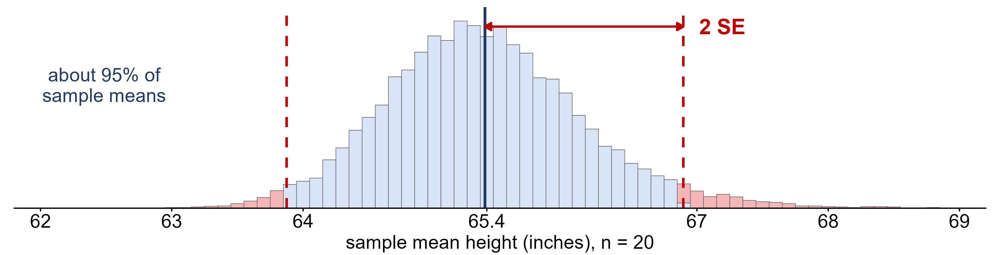 2 SE
about 95% of
sample means
62 63 64 65.4 67 68 69
sample mean height (inches), n = 20